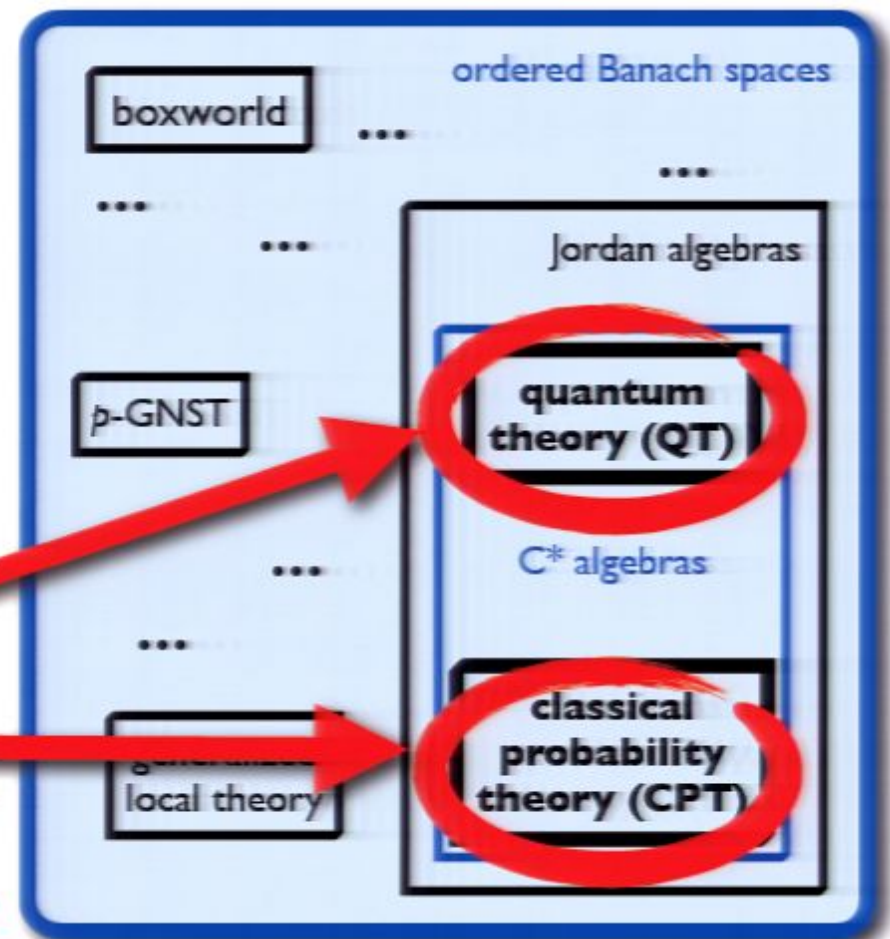 ordered Banach spaces
boxworld
...
...
...
...
Jordan algebras
p-GNST
quantum
theory (QT)
...
C* algebras
...
classical
probability
theory (CPT)
local theory